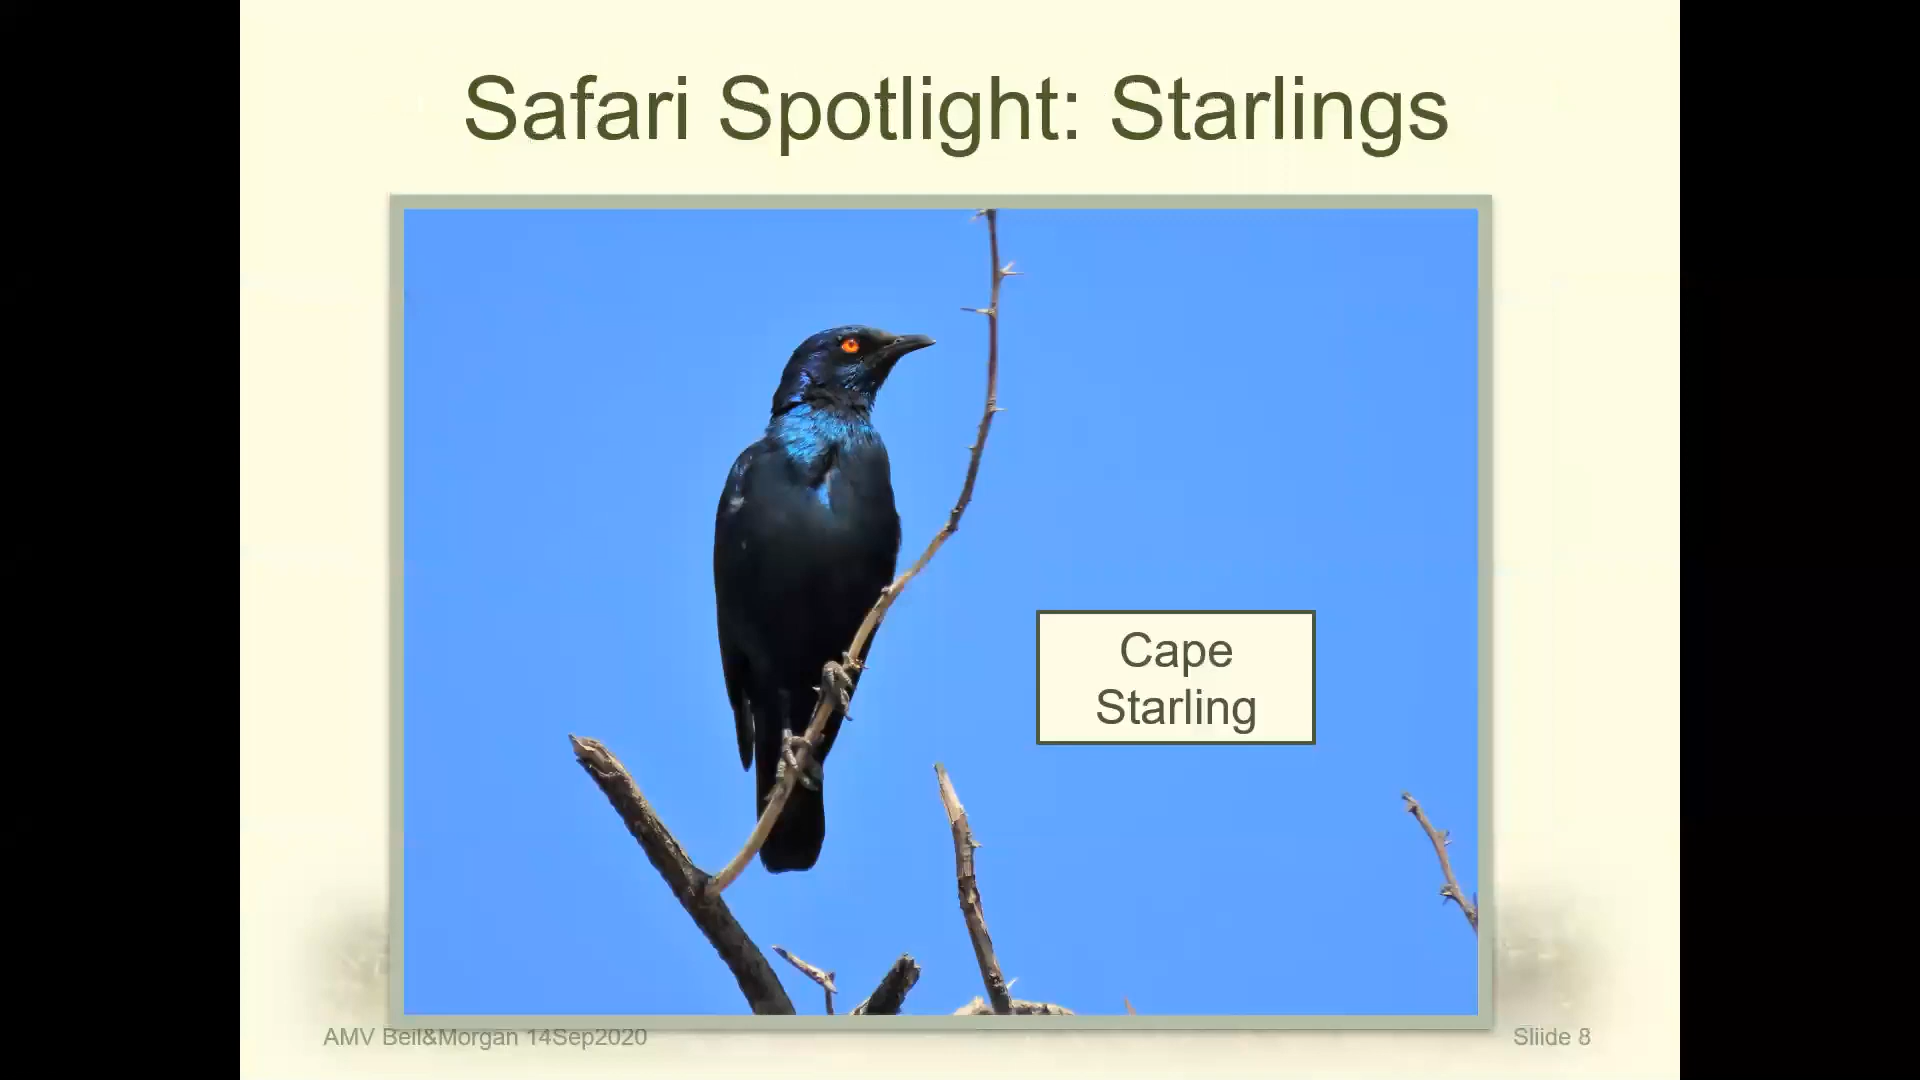 Safari Spotlight: Starlings
Cape
Starling
AMV Beil&Morgan 14Sep2020
Sliide 8